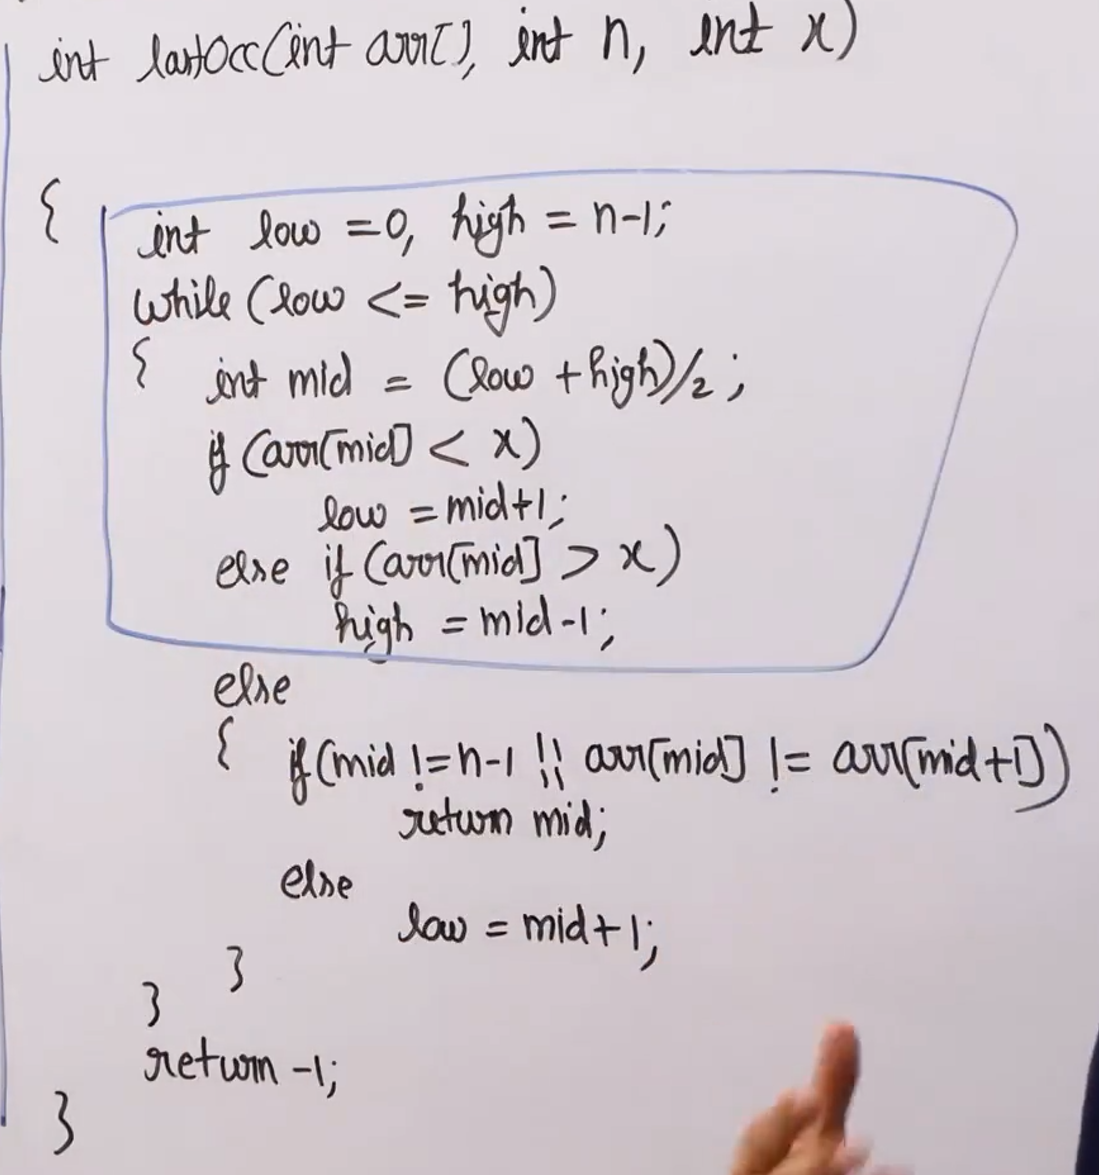 int lastOcc(int arr[], int n, int x)
{
int low =0, high = n-1;
while (low <= high)
{ int mid = (low +high)/2 ;
if (arr[mid] < x)
low =mid+1;
else if (arr[mid] > x)
high =mid-1;
else
{ if(mid !=n-1 || arr[mid] != arr[mid+1])
return mid;
else
low = mid+1;
}
}
return -1;
}